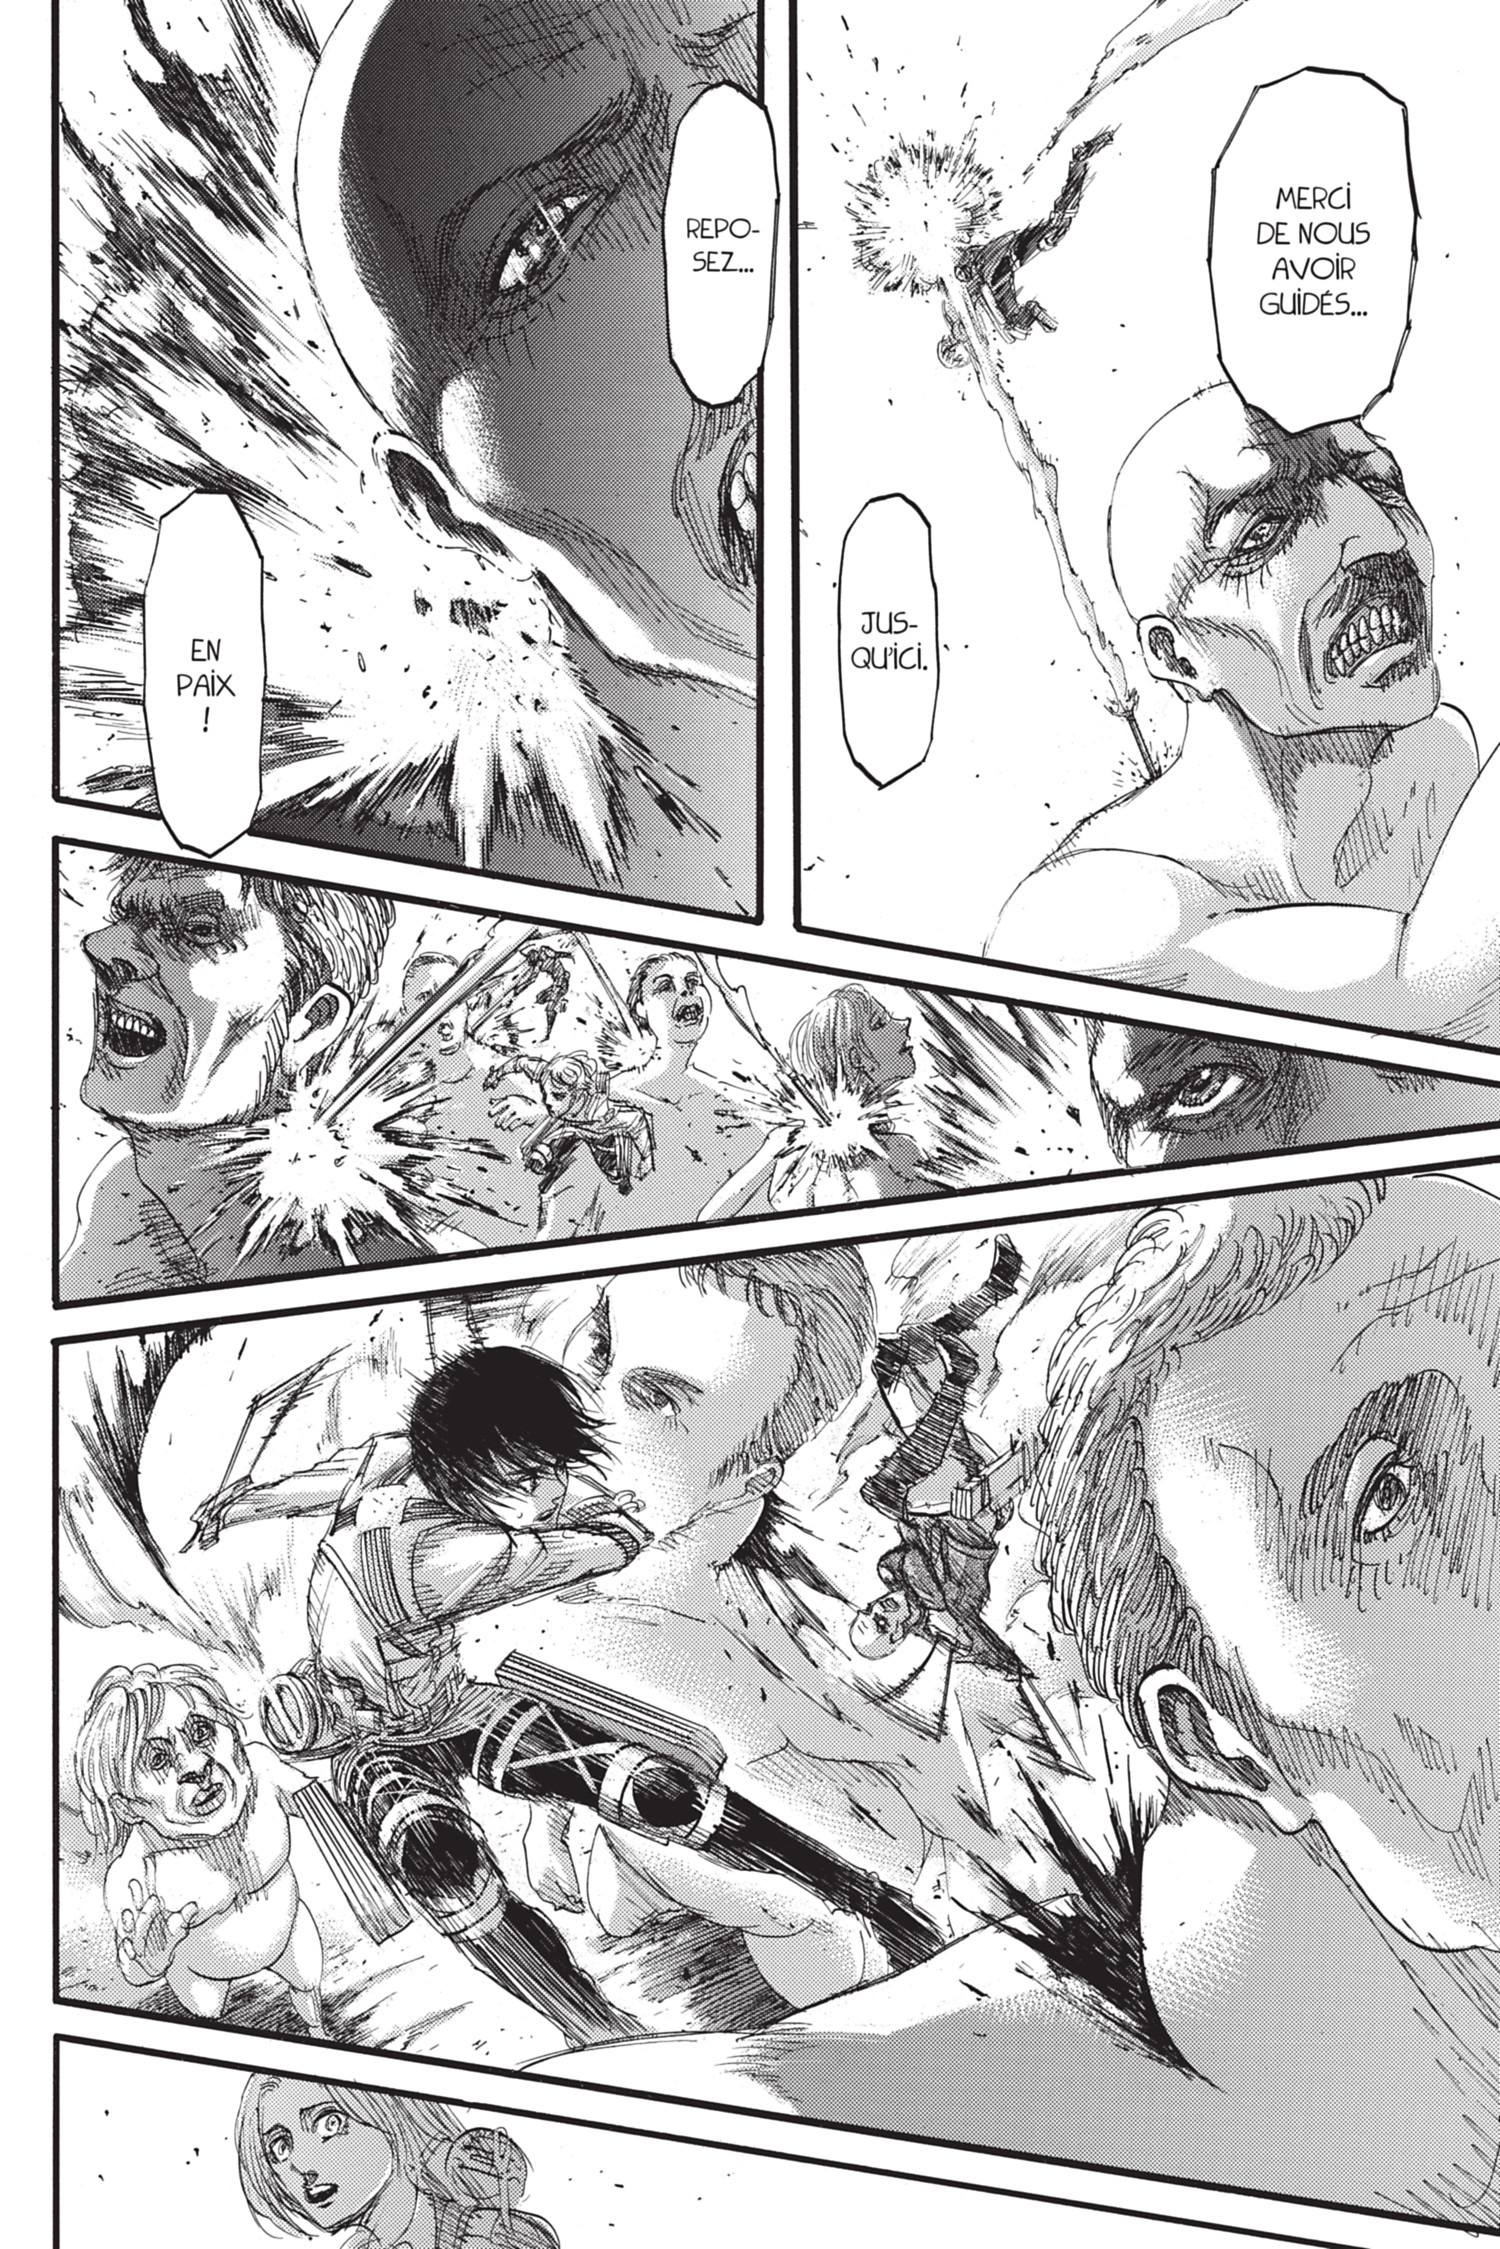 MERCI
DE NOUS
AVOIR
GUIDÉS...
JUS-
QU'ICI.
REPO-
SEZ...
EN
PAIX
!